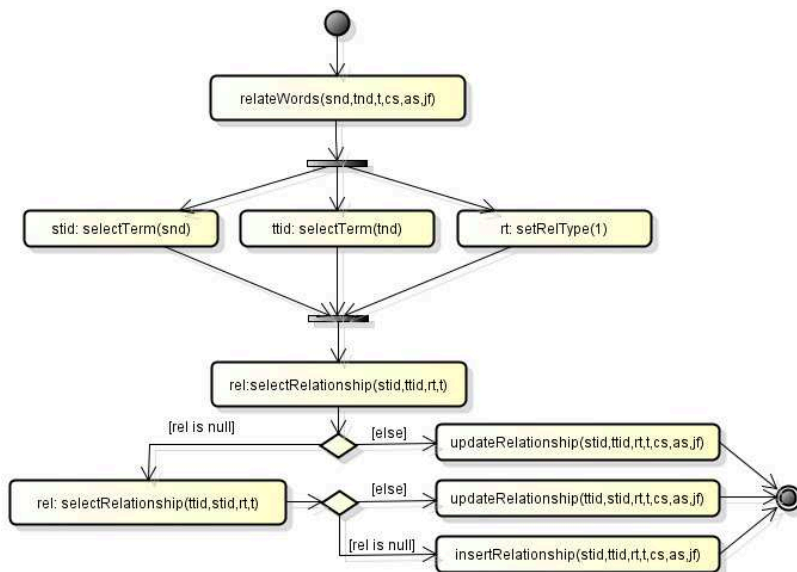 relateWords(snd,tnd,t,cs,as,jf)
stid: selectTerm(snd)
ttid: selectTerm(tnd)
rt: setRelType(1)
rel:selectRelationship(stid,ttid,rt,t)
[rel is null]
[else]
updateRelationship(stid,ttid,rt,t,cs,as,jf)
rel: selectRelationship(ttid,stid,rt,t)
[else]
updateRelationship(ttid,stid,rt,t,cs,as,jf)
[rel is null]
insertRelationship(stid,ttid,rt,t,cs,as,jf)